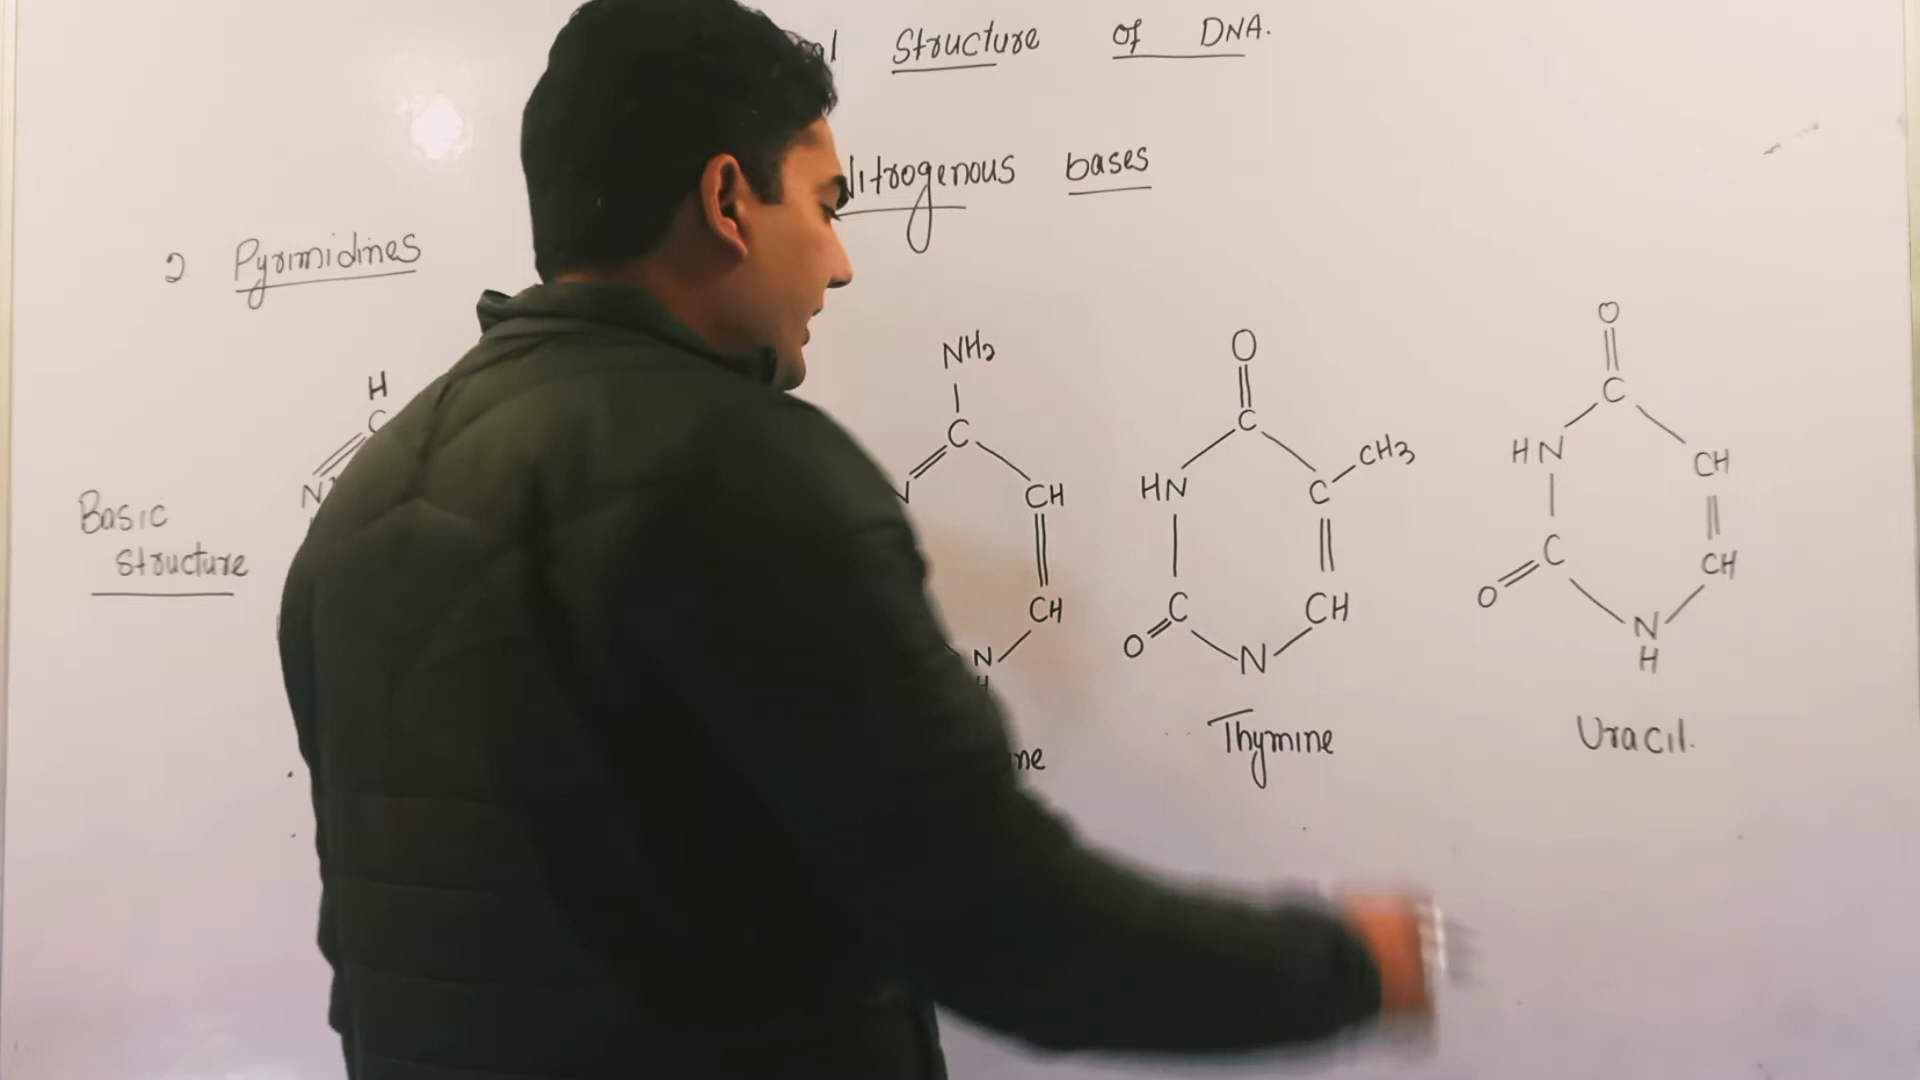 Structure of DNA.
Nitrogenous bases
2 Pyrimidines
Basic
Structure
H
C
N
NH2
C
CH
CH
N
H
O
C
HN
C
CH3
C
O
CH
N
Thymine
O
C
HN
CH
C
O
CH
N
H
Uracil.